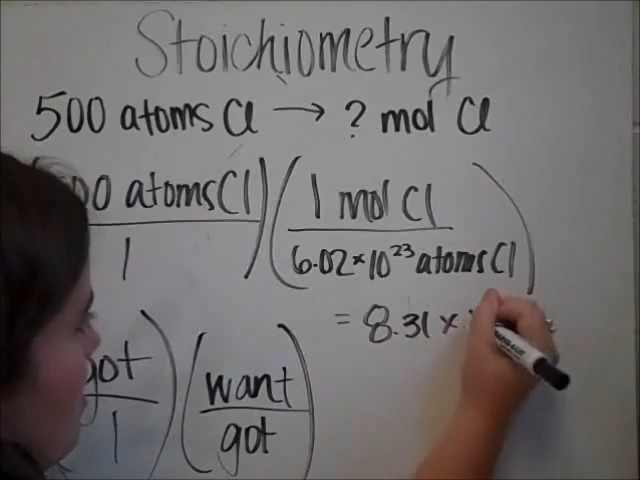 Stoichiometry
500 atoms Cl → ? mol Cl
00 atoms Cl) (1 mol Cl
1 6.02×10²³ atoms Cl)
= 8.31 ×
got) (want
1 got)